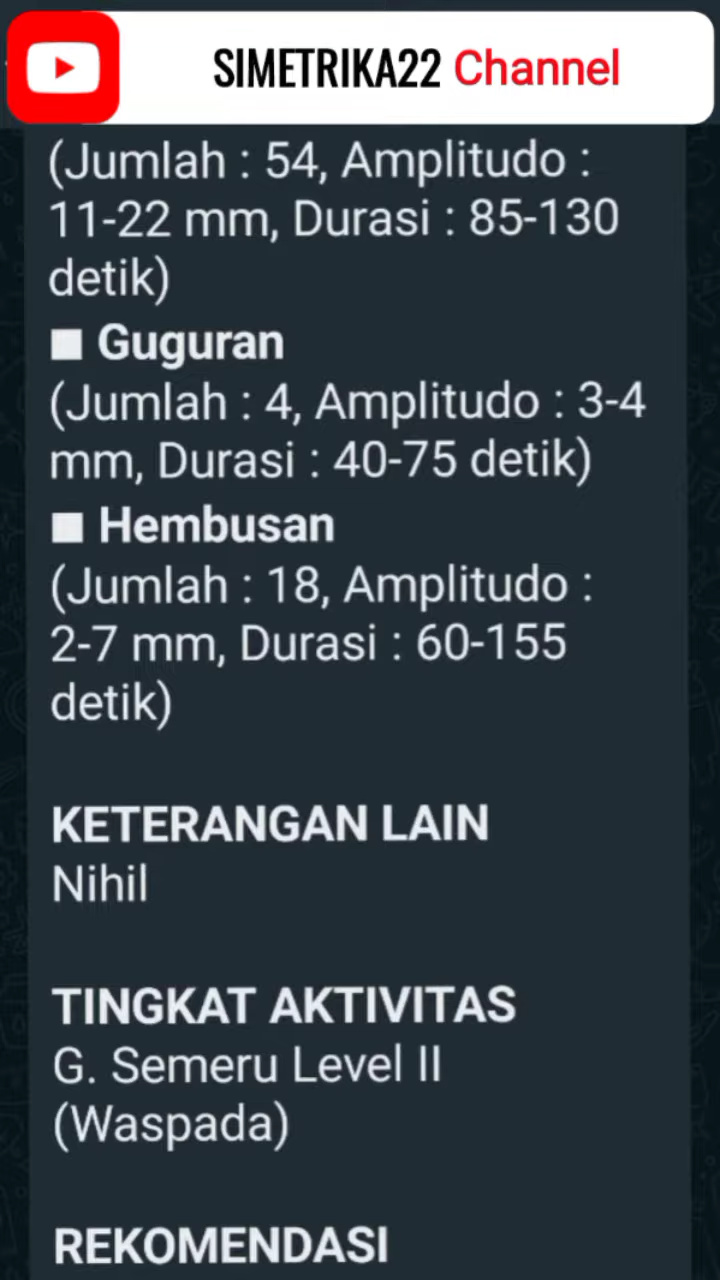 SIMETRIKA22 Channel
(Jumlah : 54, Amplitudo :
11-22 mm, Durasi : 85-130
detik)
■ Guguran
(Jumlah : 4, Amplitudo : 3-4
mm, Durasi : 40-75 detik)
■ Hembusan
(Jumlah : 18, Amplitudo :
2-7 mm, Durasi : 60-155
detik)
KETERANGAN LAIN
Nihil
TINGKAT AKTIVITAS
G. Semeru Level II
(Waspada)
REKOMENDASI